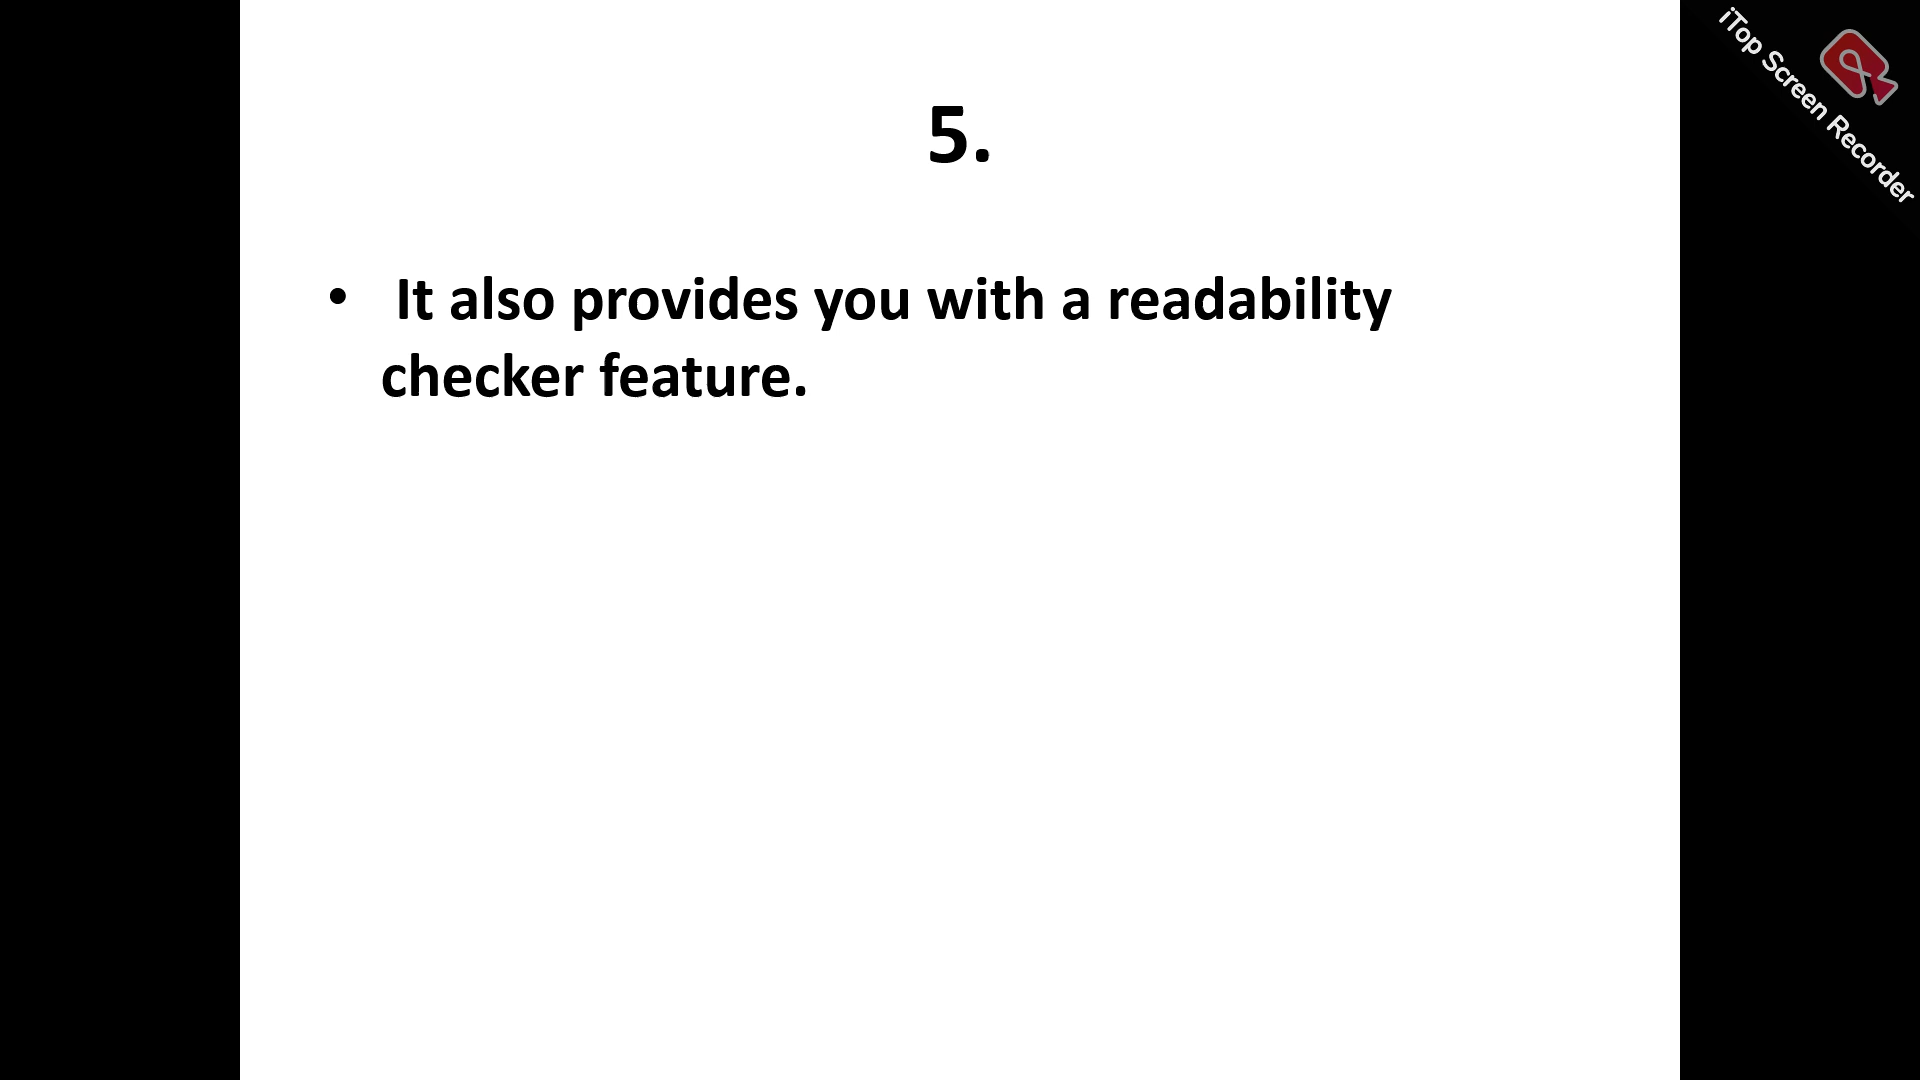 5.
• It also provides you with a readability
checker feature.
iTop Screen Recorder